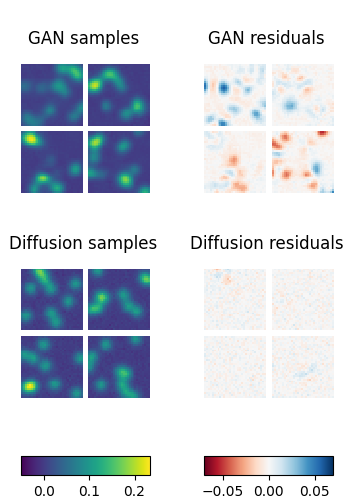 GAN samples
GAN residuals
Diffusion samples
Diffusion residuals
0.0 0.1 0.2
−0.05 0.00 0.05